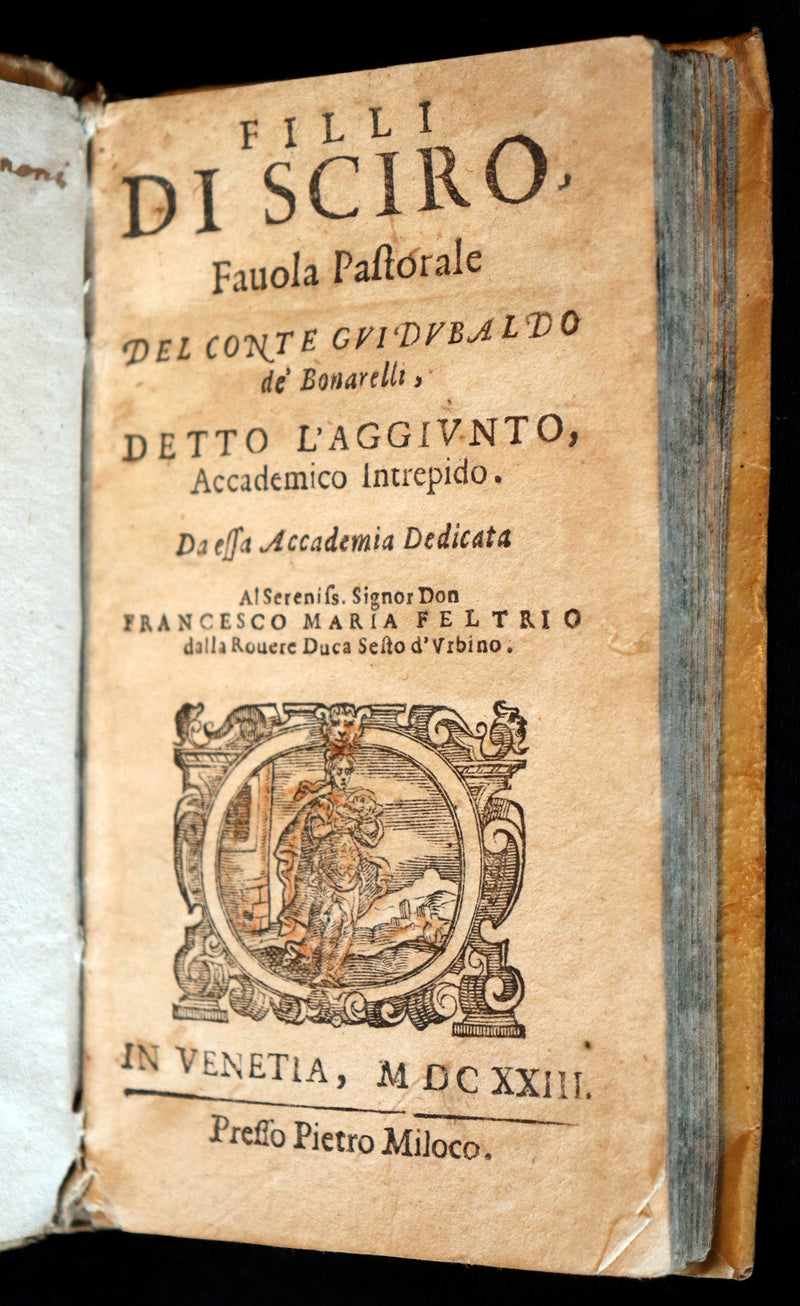 FILLI
DI SCIRO,
Fauola Paſtorale
DEL CONTE GVIDVBALDO
de' Bonarelli,
DETTO L'AGGIVNTO,
Accademico Intrepido.
Da eſſa Accademia Dedicata
Al Sereniſs. Signor Don
FRANCESCO MARIA FELTRIO
dalla Rouere Duca Seſto d'Vrbino.
IN VENETIA, M DC XXIII.
Preſſo Pietro Miloco.